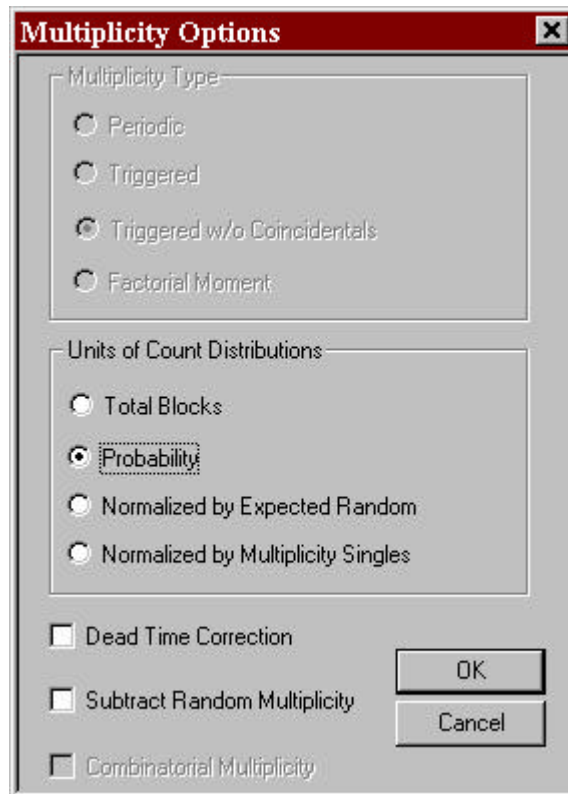 Multiplicity Options
Multiplicity Type
Periodic
Triggered
Triggered w/o Coincidentals
Factorial Moment
Units of Count Distributions
Total Blocks
Probability
Normalized by Expected Random
Normalized by Multiplicity Singles
Dead Time Correction
OK
Subtract Random Multiplicity
Cancel
Combinatorial Multiplicity